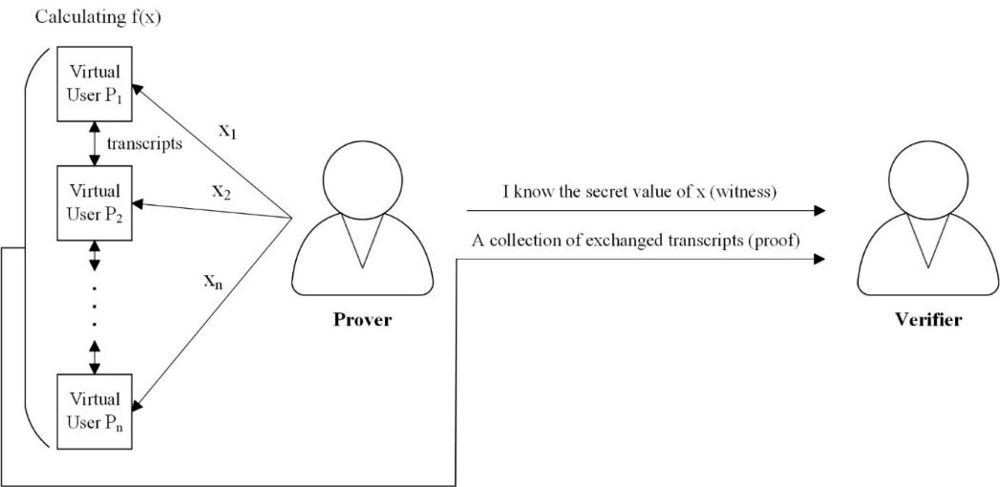 Calculating f(x)
Virtual
User P₁
transcripts
Virtual
User P₂
.
.
.
Virtual
User Pₙ
x₁
x₂
xₙ
Prover
I know the secret value of x (witness)
A collection of exchanged transcripts (proof)
Verifier